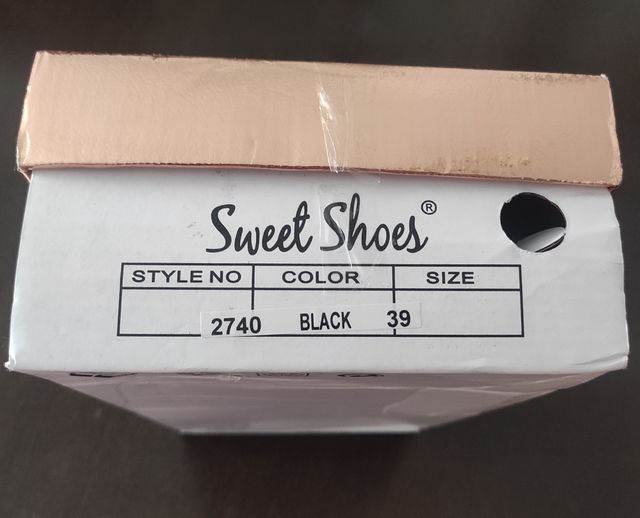 Sweet Shoes®
STYLE NO COLOR SIZE
2740 BLACK 39